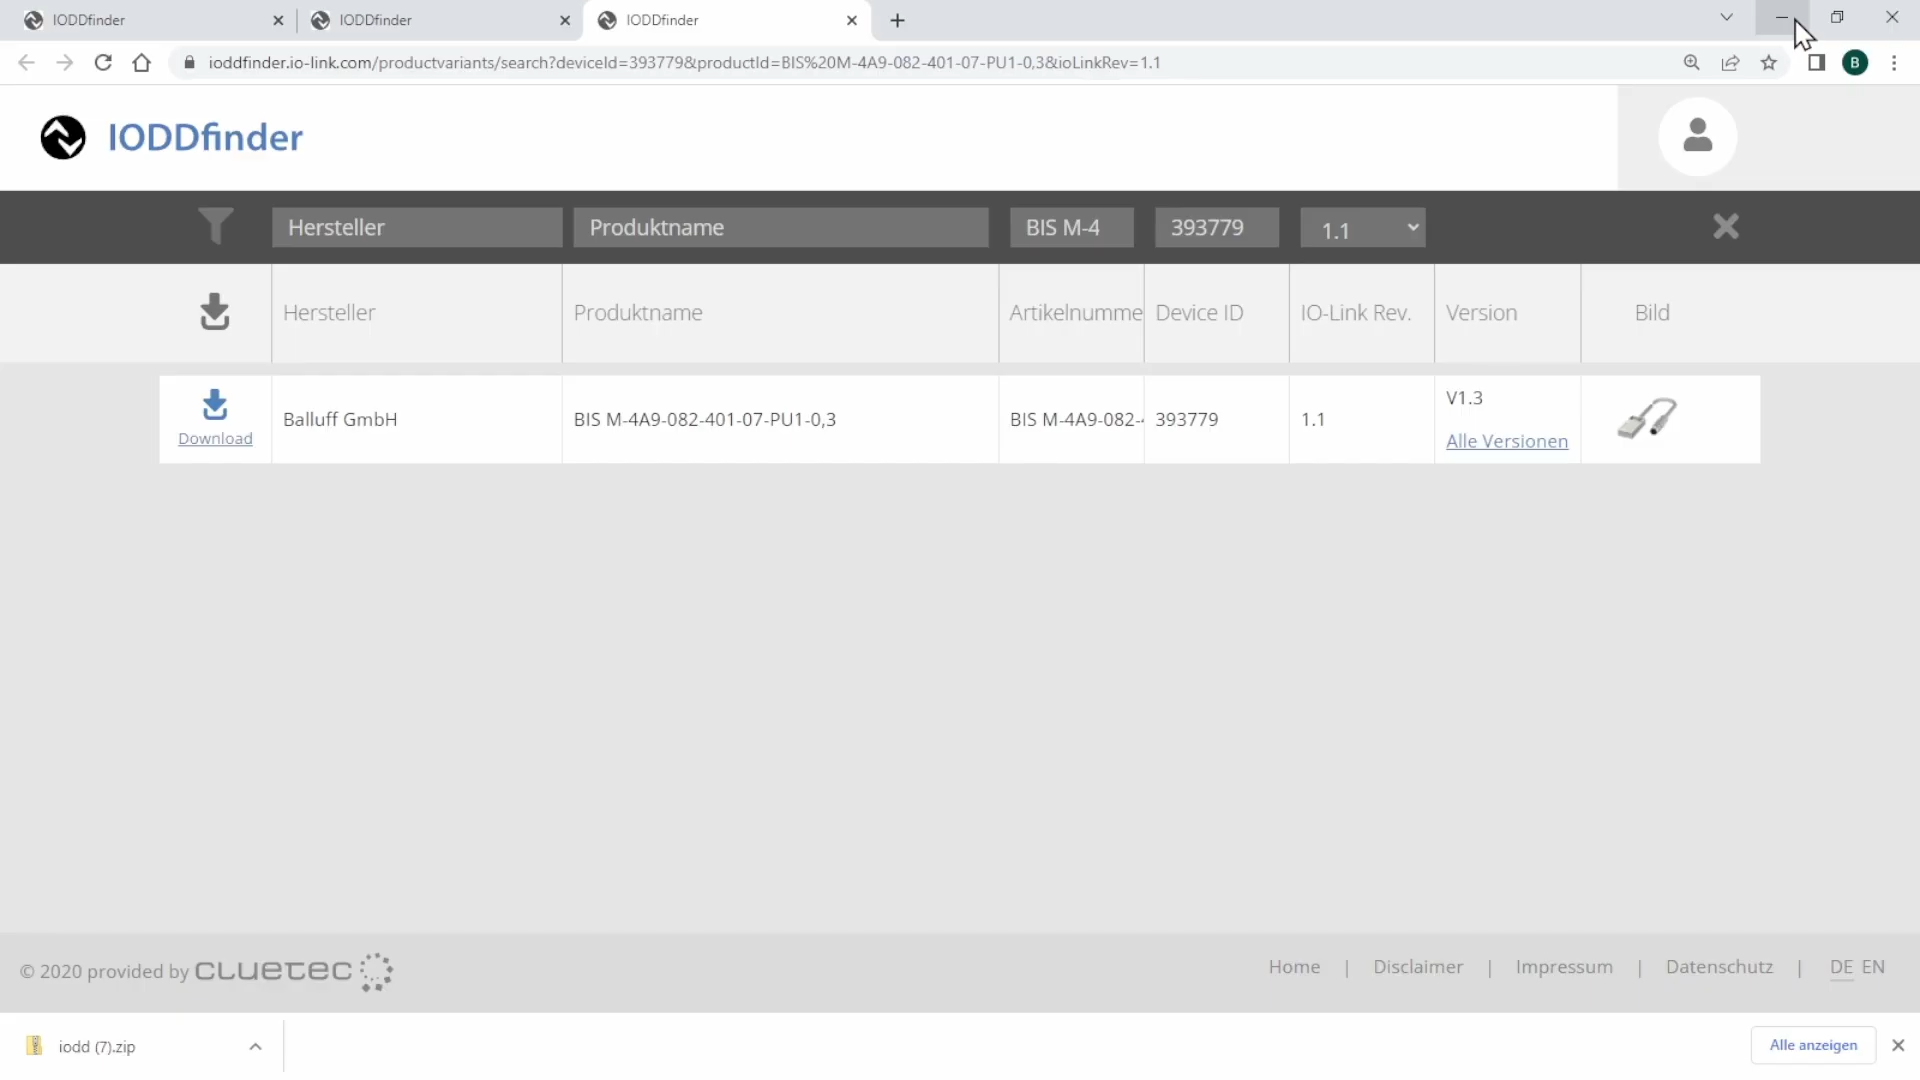 IODDfinder
IODDfinder
IODDfinder
ioddfinder.io-link.com/productvariants/search?deviceId=393779&productId=BIS%20M-4A9-082-401-07-PU1-0,3&ioLinkRev=1.1
B
IODDfinder
Hersteller
Produktname
BIS M-4
393779
1.1
Hersteller
Produktname
Artikelnumme
Device ID
IO-Link Rev.
Version
Bild
Download
Balluff GmbH
BIS M-4A9-082-401-07-PU1-0,3
BIS M-4A9-082-
393779
1.1
V1.3
Alle Versionen
© 2020 provided by cluetec
Home | Disclaimer | Impressum | Datenschutz | DE EN
iodd (7).zip
Alle anzeigen